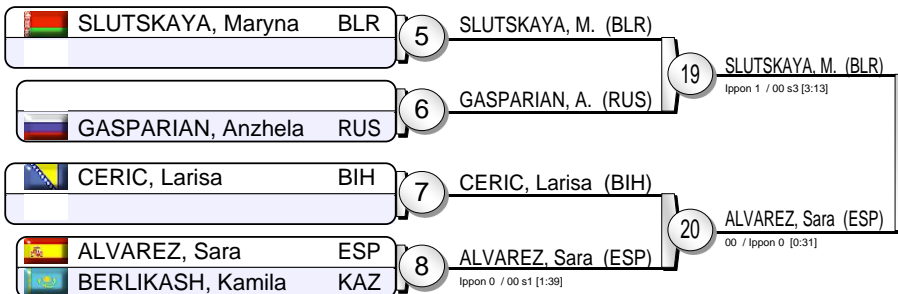 SLUTSKAYA, Maryna BLR
5
SLUTSKAYA, M. (BLR)
19
SLUTSKAYA, M. (BLR)
Ippon 1 / 00 s3 [3:13]
6
GASPARIAN, A. (RUS)
GASPARIAN, Anzhela RUS
CERIC, Larisa BIH
7
CERIC, Larisa (BIH)
20
ALVAREZ, Sara (ESP)
00 / Ippon 0 [0:31]
ALVAREZ, Sara ESP
8
ALVAREZ, Sara (ESP)
Ippon 0 / 00 s1 [1:39]
BERLIKASH, Kamila KAZ